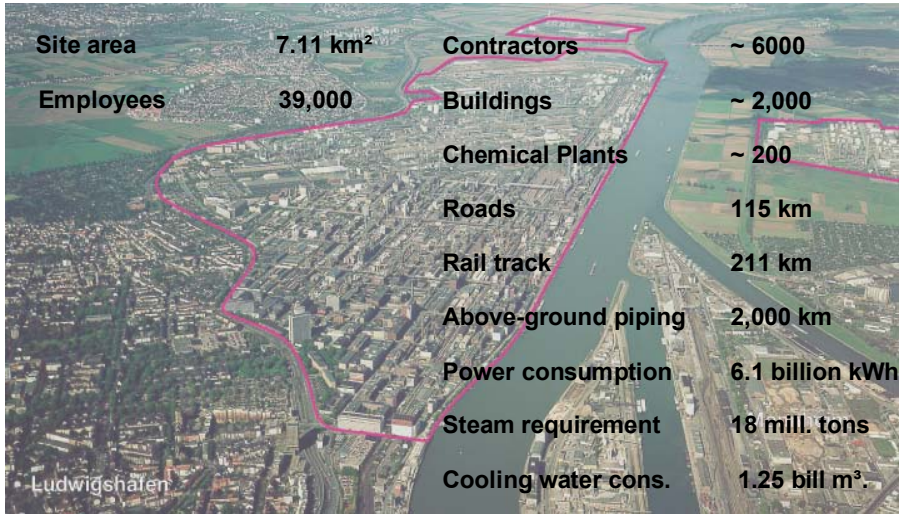 Site area 7.11 km²
Employees 39,000
Contractors ~ 6000
Buildings ~ 2,000
Chemical Plants ~ 200
Roads 115 km
Rail track 211 km
Above-ground piping 2,000 km
Power consumption 6.1 billion kWh
Steam requirement 18 mill. tons
Cooling water cons. 1.25 bill m³.
• Ludwigshafen